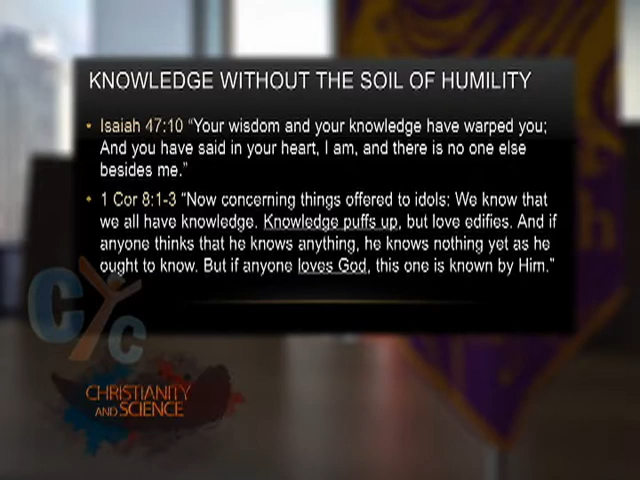 KNOWLEDGE WITHOUT THE SOIL OF HUMILITY
• Isaiah 47:10 “Your wisdom and your knowledge have warped you;
And you have said in your heart, I am, and there is no one else
besides me.”
• 1 Cor 8:1-3 “Now concerning things offered to idols: We know that
we all have knowledge. Knowledge puffs up, but love edifies. And if
anyone thinks that he knows anything, he knows nothing yet as he
ought to know. But if anyone loves God, this one is known by Him.”
CYC
CHRISTIANITY
AND SCIENCE